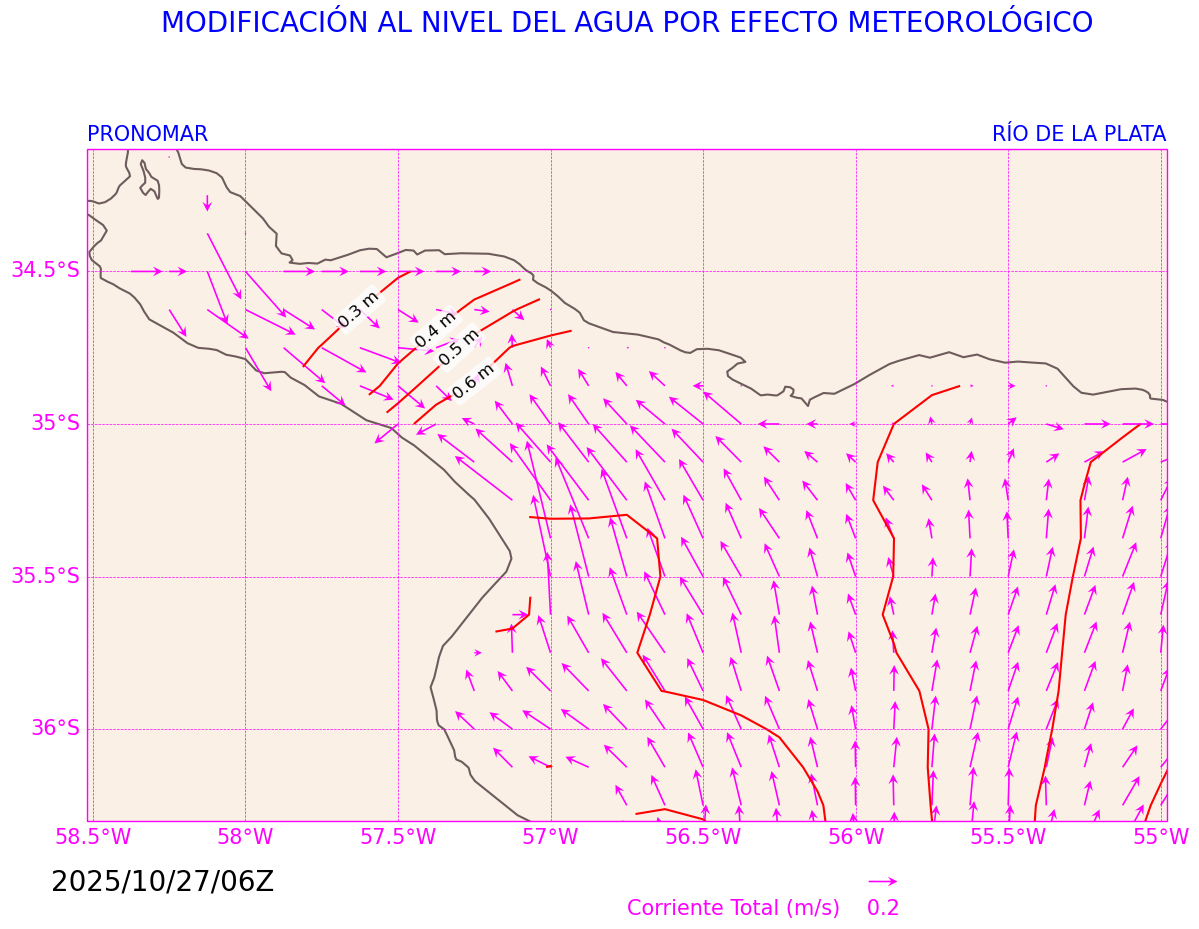 MODIFICACIÓN AL NIVEL DEL AGUA POR EFECTO METEOROLÓGICO
PRONOMAR
RÍO DE LA PLATA
34.5°S
35°S
35.5°S
36°S
0.3 m
0.4 m
0.5 m
0.6 m
58.5°W
58°W
57.5°W
57°W
56.5°W
56°W
55.5°W
55°W
2025/10/27/06Z
Corriente Total (m/s)
0.2